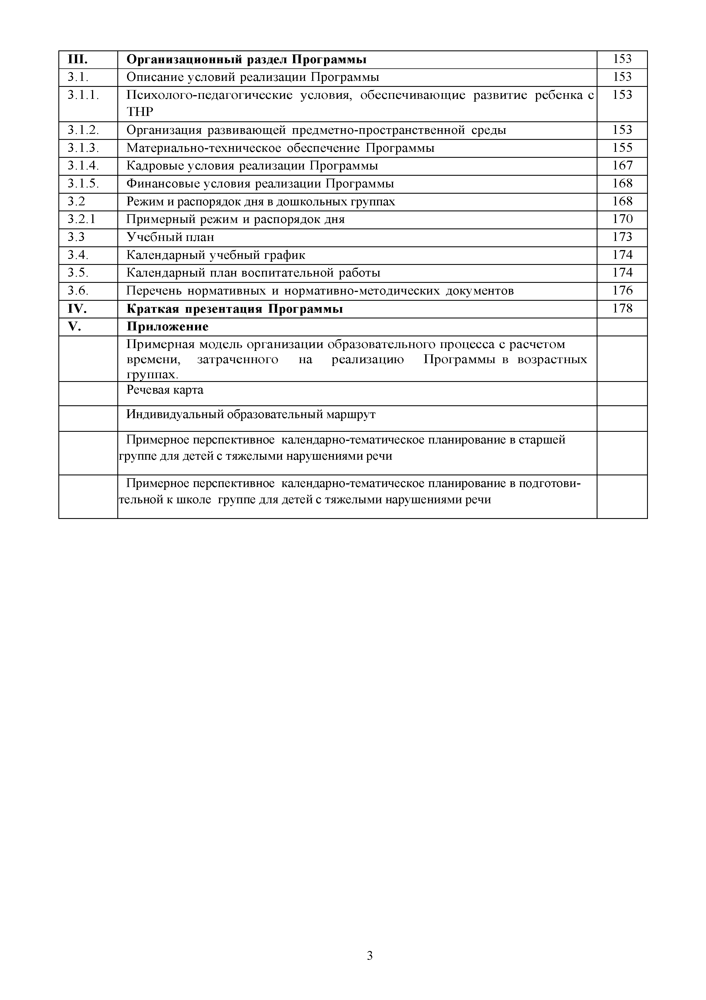 III. Организационный раздел Программы 153
3.1. Описание условий реализации Программы 153
3.1.1. Психолого-педагогические условия, обеспечивающие развитие ребенка с 153
ТНР
3.1.2. Организация развивающей предметно-пространственной среды 153
3.1.3. Материально-техническое обеспечение Программы 155
3.1.4. Кадровые условия реализации Программы 167
3.1.5. Финансовые условия реализации Программы 168
3.2 Режим и распорядок дня в дошкольных группах 168
3.2.1 Примерный режим и распорядок дня 170
3.3 Учебный план 173
3.4. Календарный учебный график 174
3.5. Календарный план воспитательной работы 174
3.6. Перечень нормативных и нормативно-методических документов 176
IV. Краткая презентация Программы 178
V. Приложение
Примерная модель организации образовательного процесса с расчетом
времени, затраченного на реализацию Программы в возрастных
группах.
Речевая карта
Индивидуальный образовательный маршрут
Примерное перспективное календарно-тематическое планирование в старшей
группе для детей с тяжелыми нарушениями речи
Примерное перспективное календарно-тематическое планирование в подготови-
тельной к школе группе для детей с тяжелыми нарушениями речи
3